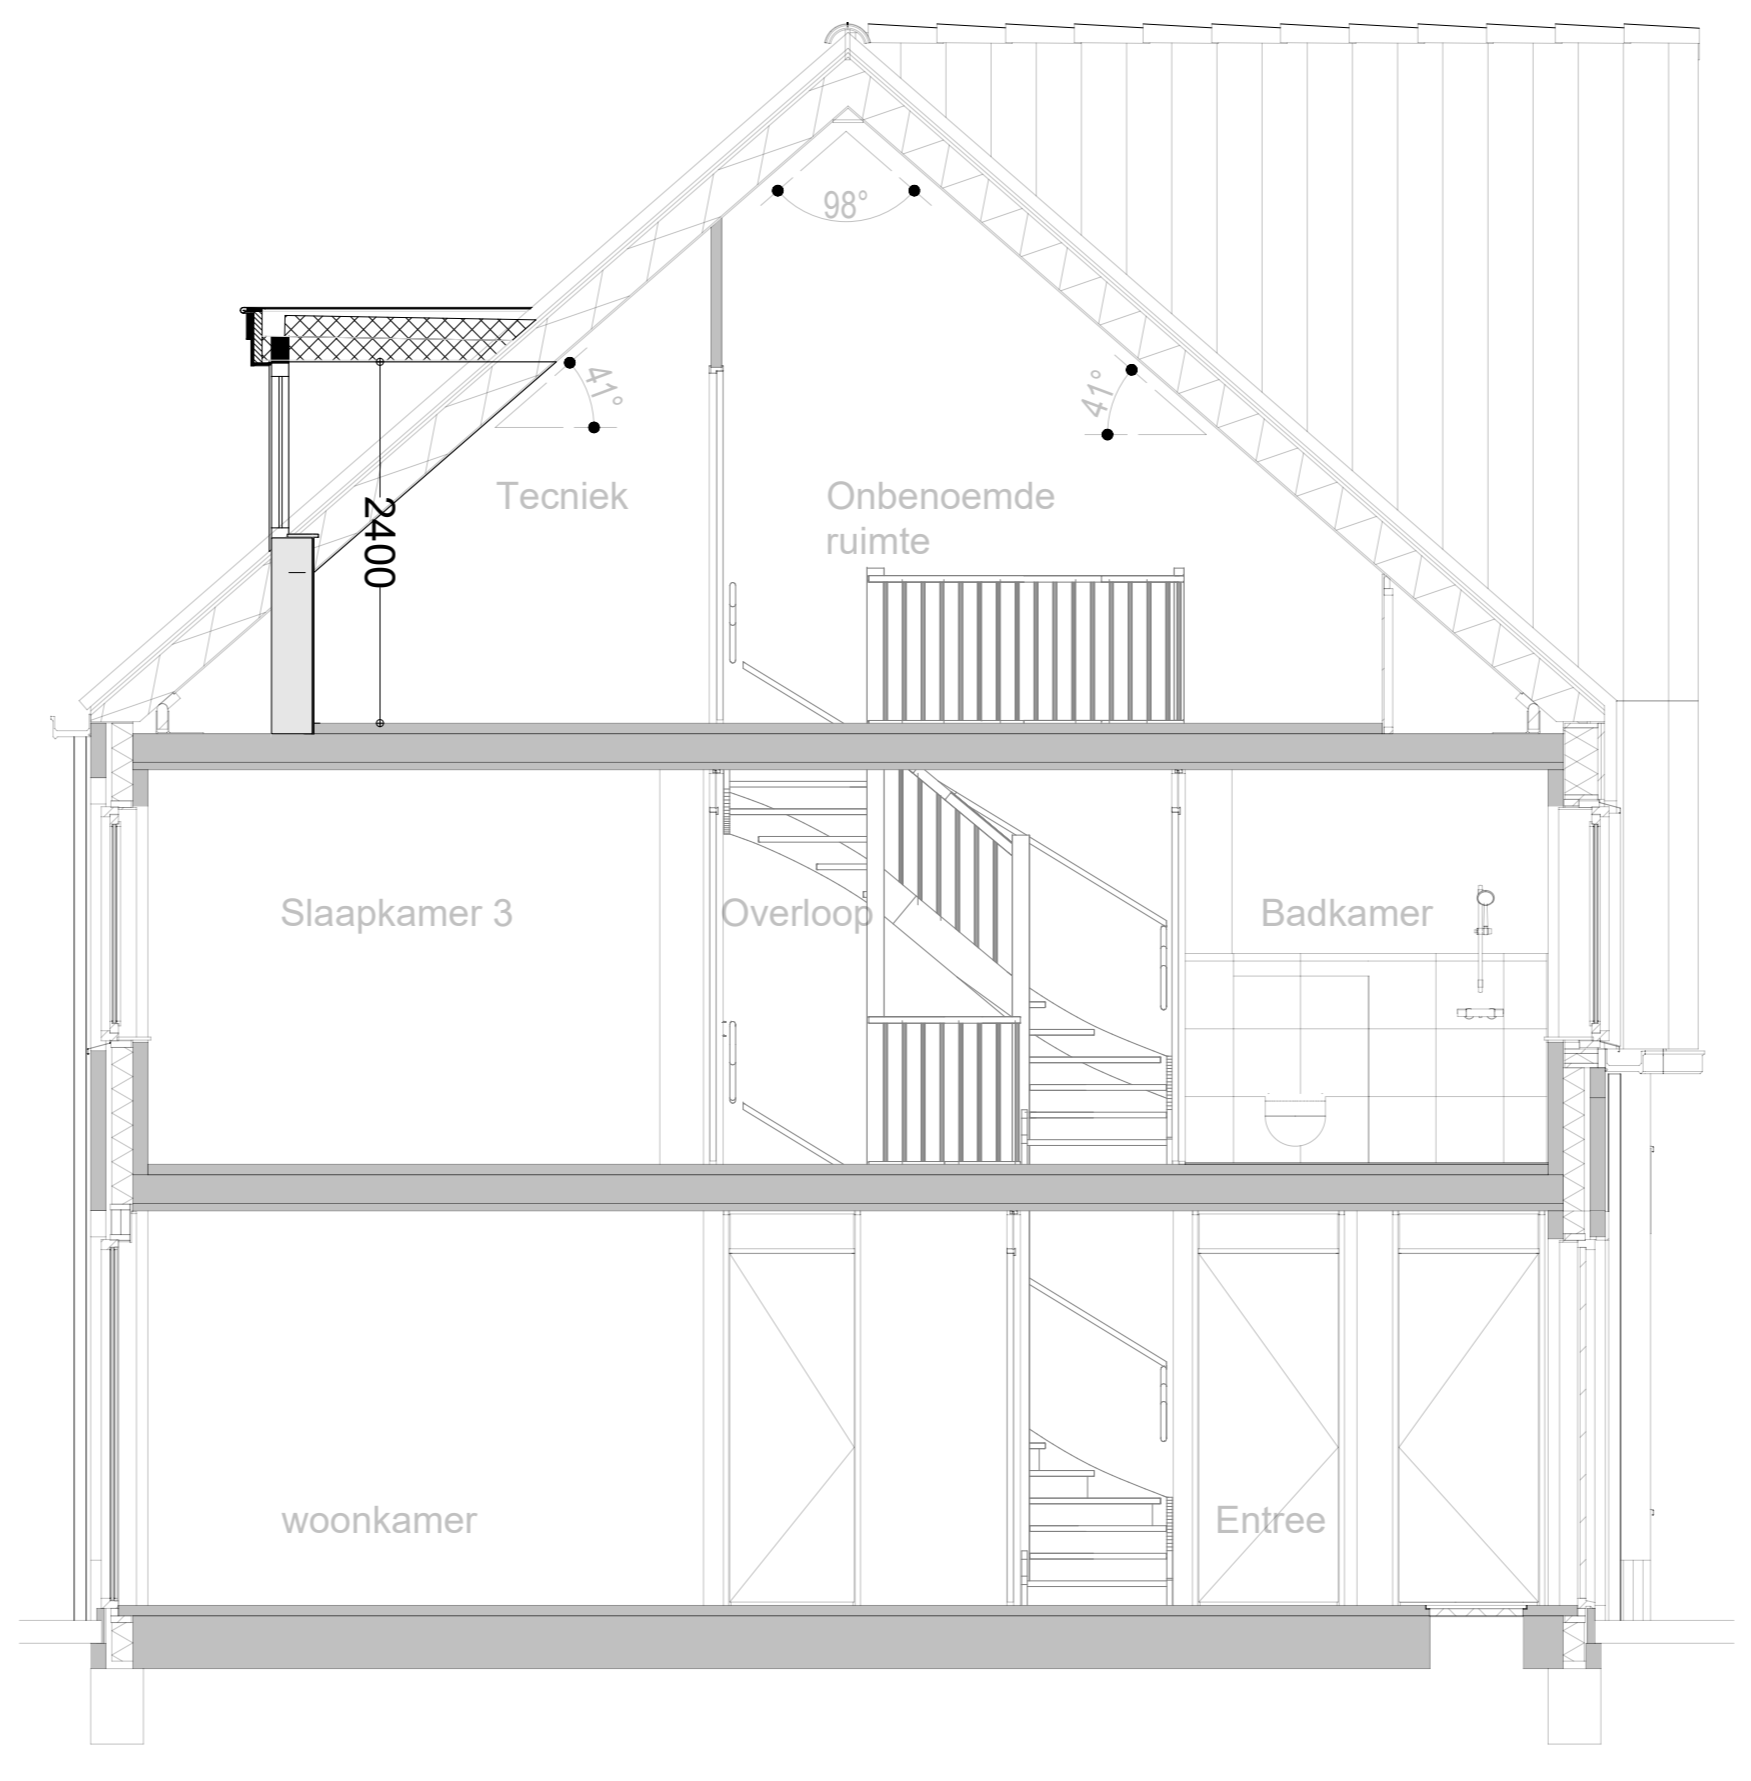 98°
41°
41°
2400
Tecniek
Onbenoemde
ruimte
Slaapkamer 3
Overloop
Badkamer
woonkamer
Entree